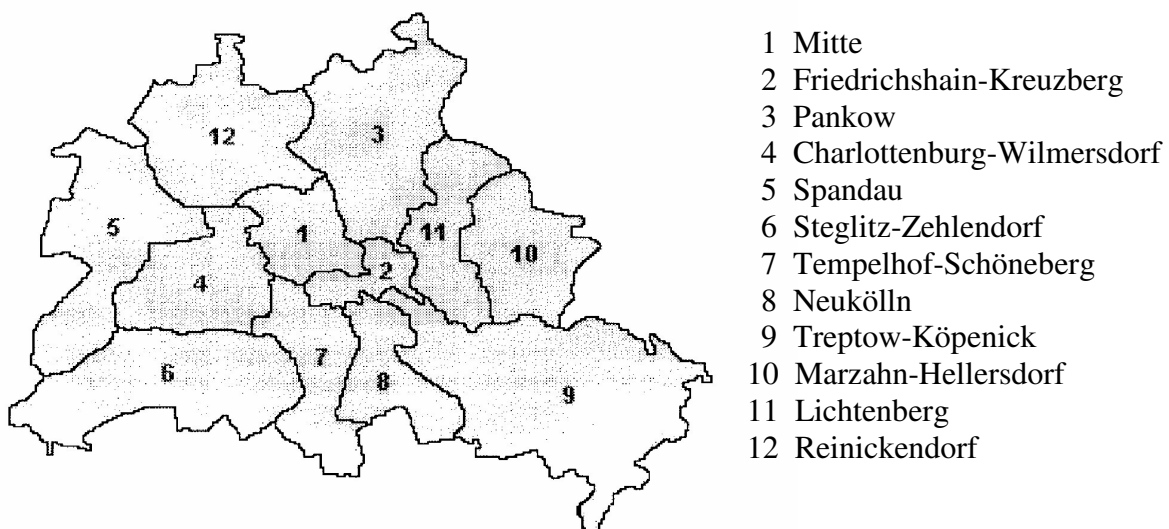 12
3
5
1
11
10
2
4
7
6
8
9
1 Mitte
2 Friedrichshain-Kreuzberg
3 Pankow
4 Charlottenburg-Wilmersdorf
5 Spandau
6 Steglitz-Zehlendorf
7 Tempelhof-Schöneberg
8 Neukölln
9 Treptow-Köpenick
10 Marzahn-Hellersdorf
11 Lichtenberg
12 Reinickendorf